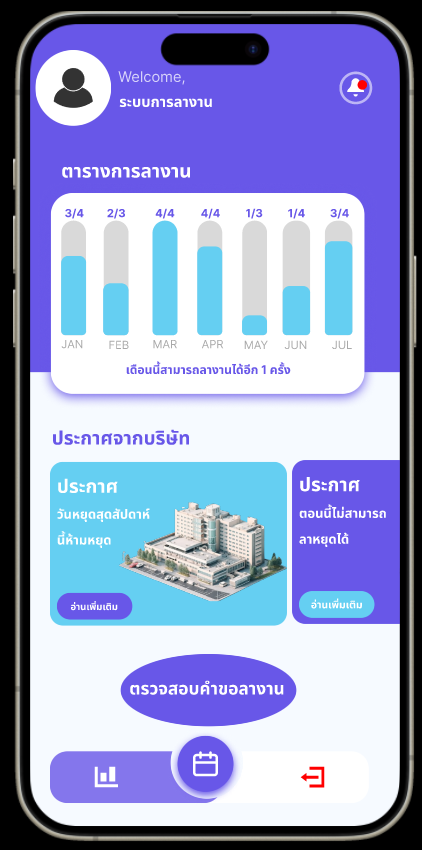 Welcome,
ระบบการลางาน
ตารางการลางาน
3/4 2/3 4/4 4/4 1/3 1/4 3/4
JAN FEB MAR APR MAY JUN JUL
เดือนนี้สามารถลางานได้อีก 1 ครั้ง
ประกาศจากบริษัท
ประกาศ
วันหยุดสุดสัปดาห์
นี้ห้ามหยุด
อ่านเพิ่มเติม
ประกาศ
ตอนนี้ไม่สามารถ
ลาหยุดได้
อ่านเพิ่มเติม
ตรวจสอบคำขอลางาน